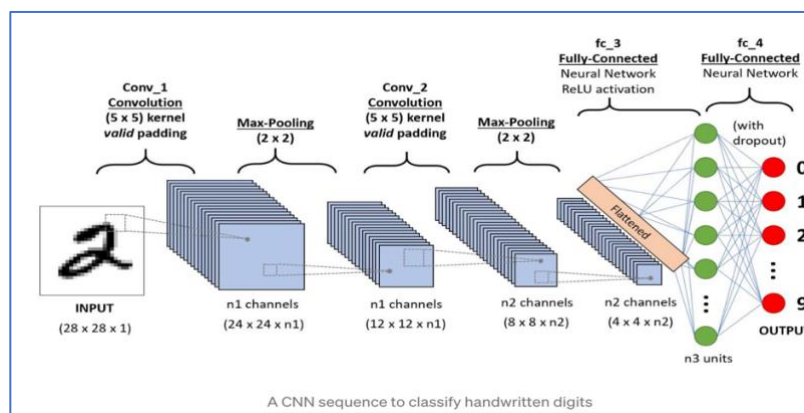 fc_3
Fully-Connected
Neural Network
ReLU activation
fc_4
Fully-Connected
Neural Network
Conv_1
Convolution
(5 x 5) kernel
valid padding
Max-Pooling
(2 x 2)
Conv_2
Convolution
(5 x 5) kernel
valid padding
Max-Pooling
(2 x 2)
(with
dropout)
Flattened
0
1
2
9
2
INPUT
(28 x 28 x 1)
n1 channels
(24 x 24 x n1)
n1 channels
(12 x 12 x n1)
n2 channels
(8 x 8 x n2)
n2 channels
(4 x 4 x n2)
n3 units
OUTPUT
A CNN sequence to classify handwritten digits